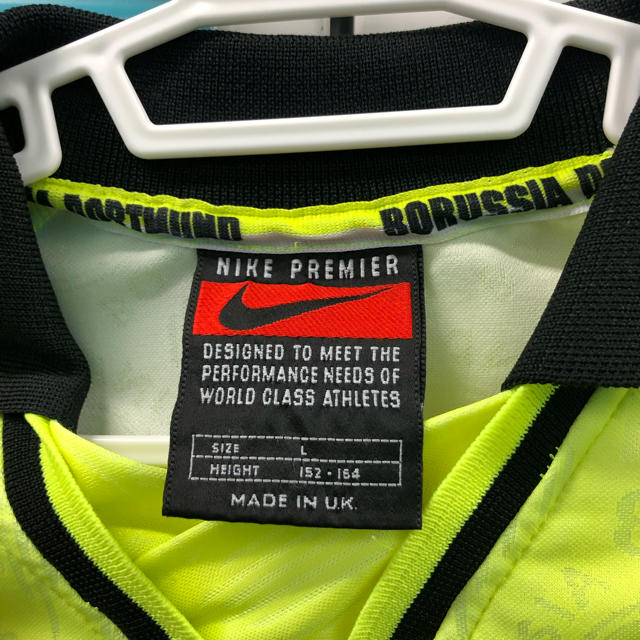 DORTMUND
BORUSSIA
NIKE PREMIER
DESIGNED TO MEET THE
PERFORMANCE NEEDS OF
WORLD CLASS ATHLETES
SIZE L
HEIGHT 152 - 164
MADE IN U.K.